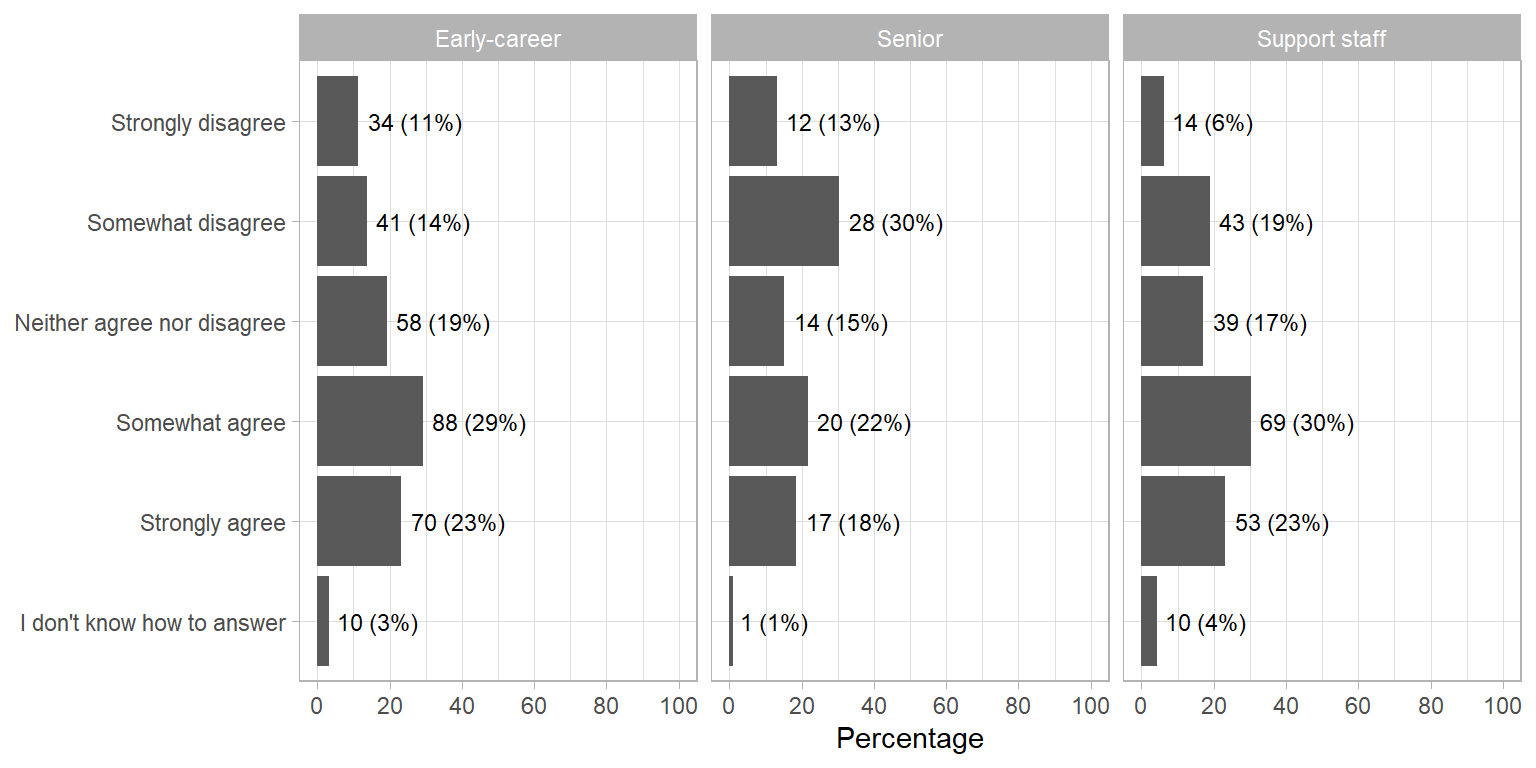 Early-career Senior Support staff
Strongly disagree 34 (11%) 12 (13%) 14 (6%)
Somewhat disagree 41 (14%) 28 (30%) 43 (19%)
Neither agree nor disagree 58 (19%) 14 (15%) 39 (17%)
Somewhat agree 88 (29%) 20 (22%) 69 (30%)
Strongly agree 70 (23%) 17 (18%) 53 (23%)
I don't know how to answer 10 (3%) 1 (1%) 10 (4%)
0 20 40 60 80 100 0 20 40 60 80 100 0 20 40 60 80 100
Percentage